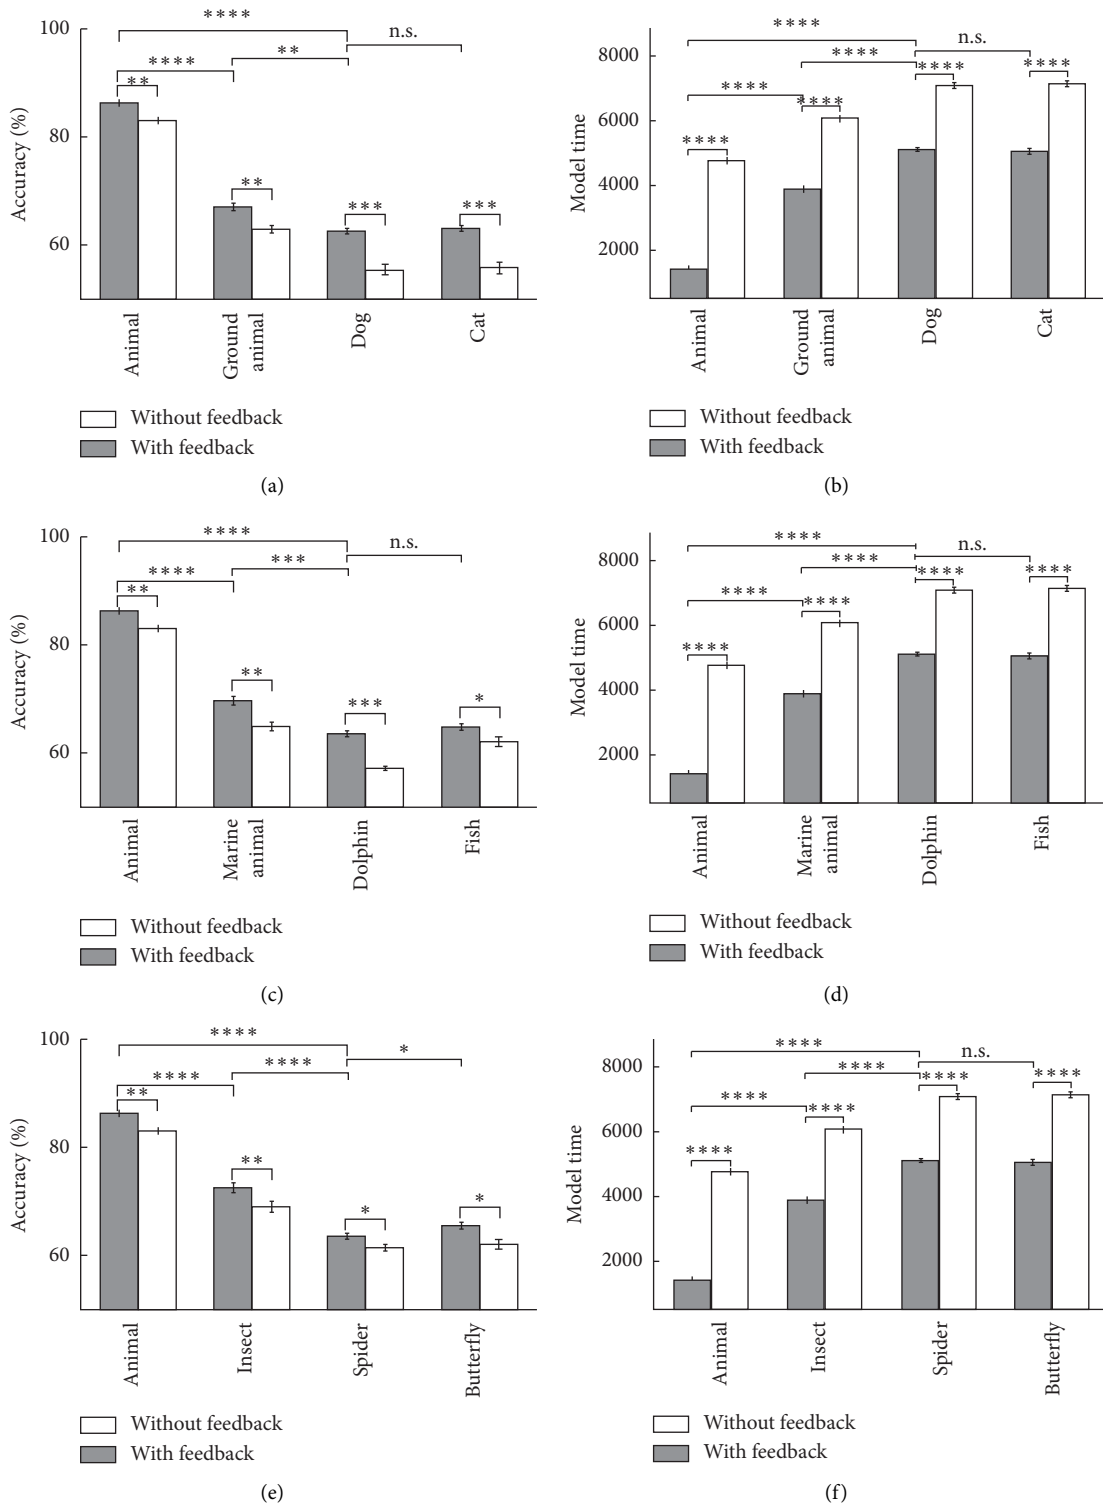 100
80
60
Accuracy (%)
****
n.s.
**
****
**
**
***
***
Animal
Ground
animal
Dog
Cat
Without feedback
With feedback
(a)
8000
6000
4000
2000
Model time
****
n.s.
****
****
****
****
****
****
Animal
Ground
animal
Dog
Cat
Without feedback
With feedback
(b)
100
80
60
Accuracy (%)
****
n.s.
***
****
**
**
***
*
Animal
Marine
animal
Dolphin
Fish
Without feedback
With feedback
(c)
8000
6000
4000
2000
Model time
****
n.s.
****
****
****
****
****
****
Animal
Marine
animal
Dolphin
Fish
Without feedback
With feedback
(d)
100
80
60
Accuracy (%)
****
*
****
****
**
**
*
*
Animal
Insect
Spider
Butterfly
Without feedback
With feedback
(e)
8000
6000
4000
2000
Model time
****
n.s.
****
****
****
****
****
****
Animal
Insect
Spider
Butterfly
Without feedback
With feedback
(f)